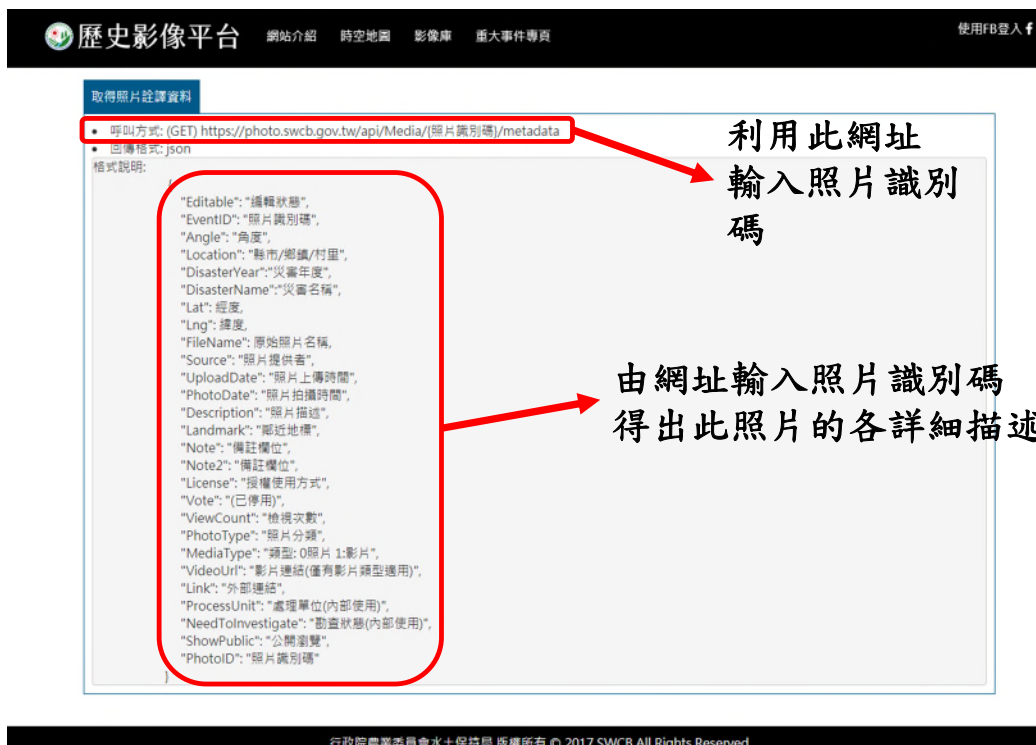 歷史影像平台 網站介紹 時空地圖 影像庫 重大事件專頁 使用FB登入 f
取得照片詮譯資料
• 呼叫方式: (GET) https://photo.swcb.gov.tw/api/Media/{照片識別碼}/metadata
• 回傳格式: json
格式說明:
{
"Editable": "編輯狀態",
"EventID": "照片識別碼",
"Angle": "角度",
"Location": "縣市/鄉鎮/村里",
"DisasterYear":"災害年度",
"DisasterName":"災害名稱",
"Lat": 經度,
"Lng": 緯度,
"FileName": 原始照片名稱,
"Source": "照片提供者",
"UploadDate": "照片上傳時間",
"PhotoDate": "照片拍攝時間",
"Description": "照片描述",
"Landmark": "鄰近地標",
"Note": "備註欄位",
"Note2": "備註欄位",
"License": "授權使用方式",
"Vote": "(已停用)",
"ViewCount": "檢視次數",
"PhotoType": "照片分類",
"MediaType": "類型: 0照片 1:影片",
"VideoUrl": "影片連結(僅有影片類型適用)",
"Link": "外部連結",
"ProcessUnit": "處理單位(內部使用)",
"NeedToInvestigate": "勘查狀態(內部使用)",
"ShowPublic": "公開瀏覽",
"PhotoID": "照片識別碼"
}
利用此網址
輸入照片識別
碼
由網址輸入照片識別碼
得出此照片的各詳細描述
行政院農業委員會水土保持局 版權所有 © 2017 SWCB All Rights Reserved